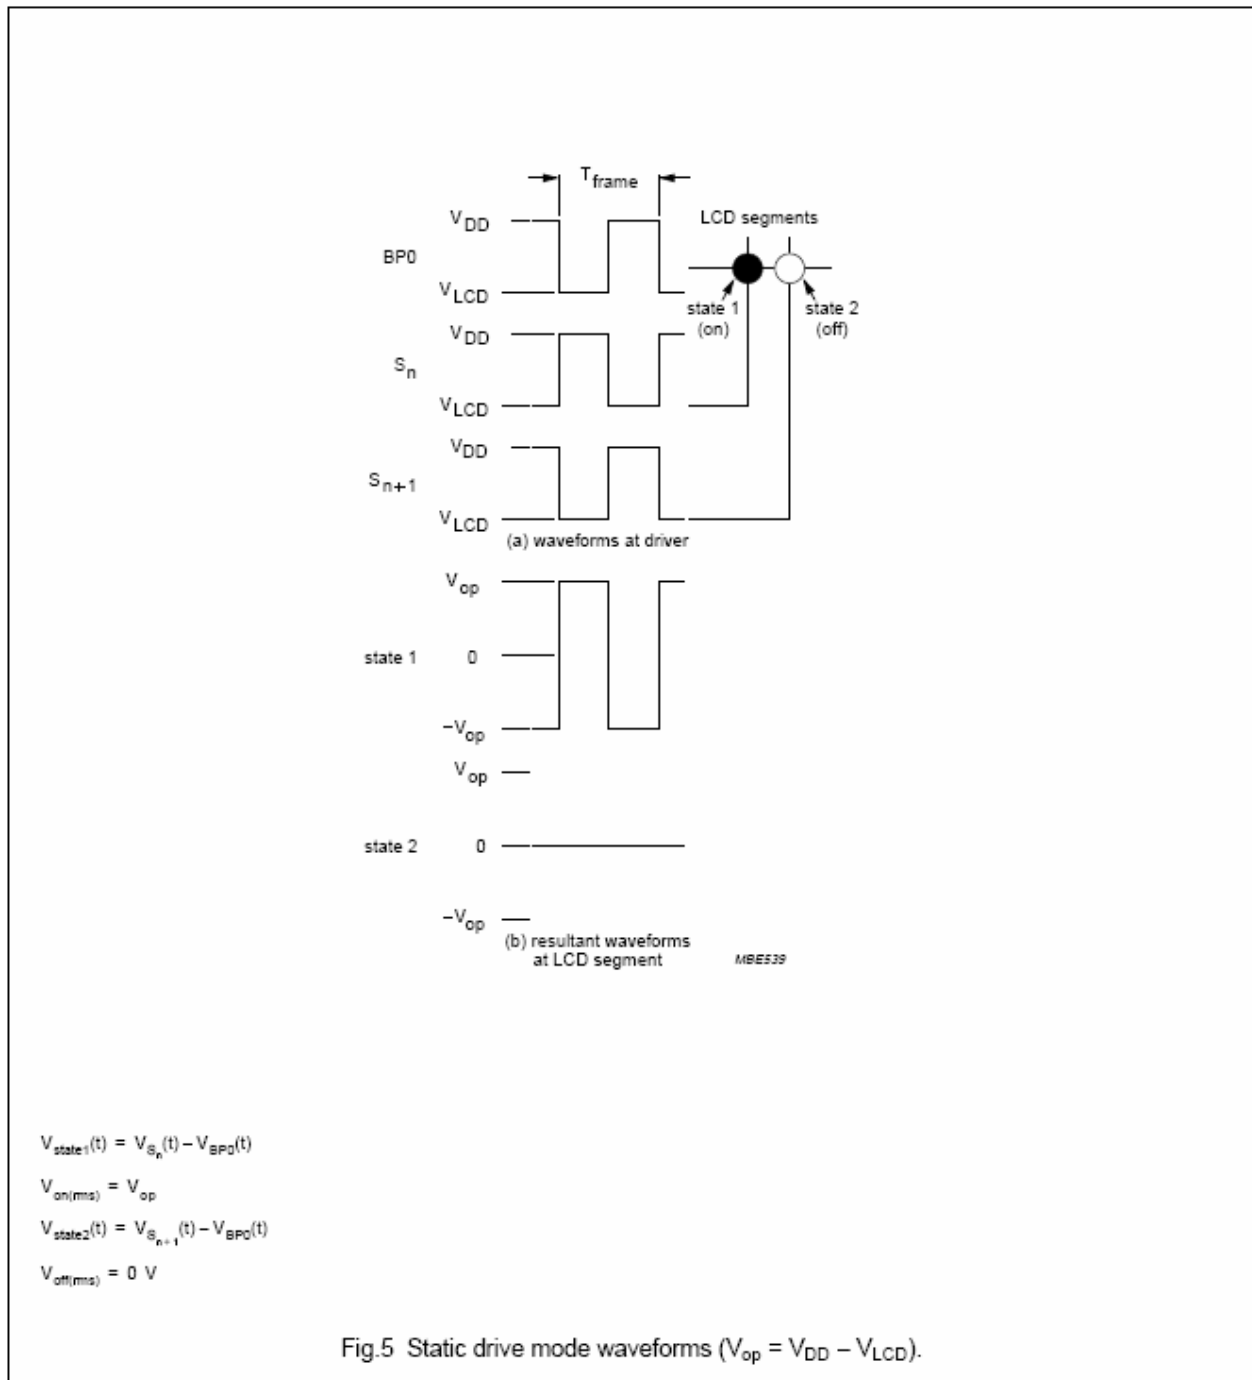 T_frame
V_DD
LCD segments
BP0
V_LCD
state 1
(on)
state 2
(off)
V_DD
S_n
V_LCD
V_DD
S_n+1
V_LCD
(a) waveforms at driver
V_op
state 1 0
−V_op
V_op
state 2 0
−V_op
(b) resultant waveforms
at LCD segment
MBE539
V_state1(t) = V_S_n(t) – V_BP0(t)
V_on(rms) = V_op
V_state2(t) = V_S_n+1(t) – V_BP0(t)
V_off(rms) = 0 V
Fig.5 Static drive mode waveforms (V_op = V_DD – V_LCD).